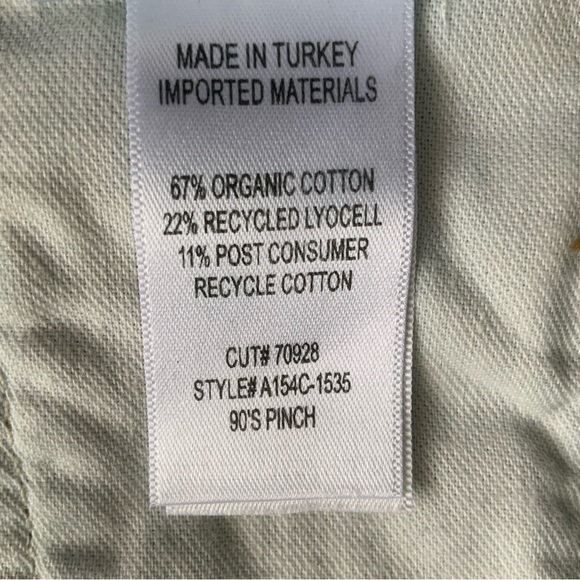 MADE IN TURKEY
IMPORTED MATERIALS
67% ORGANIC COTTON
22% RECYCLED LYOCELL
11% POST CONSUMER
RECYCLE COTTON
CUT# 70928
STYLE# A154C-1535
90'S PINCH